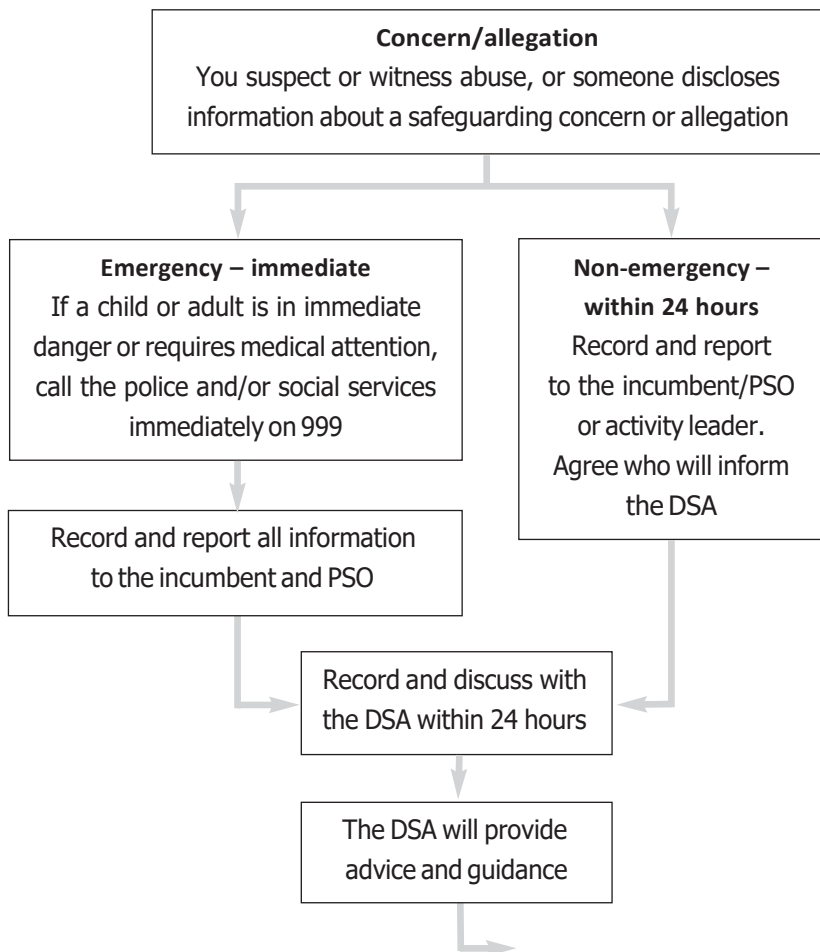 Concern/allegation
You suspect or witness abuse, or someone discloses
information about a safeguarding concern or allegation
Emergency – immediate
If a child or adult is in immediate
danger or requires medical attention,
call the police and/or social services
immediately on 999
Non-emergency –
within 24 hours
Record and report
to the incumbent/PSO
or activity leader.
Agree who will inform
the DSA
Record and report all information
to the incumbent and PSO
Record and discuss with
the DSA within 24 hours
The DSA will provide
advice and guidance